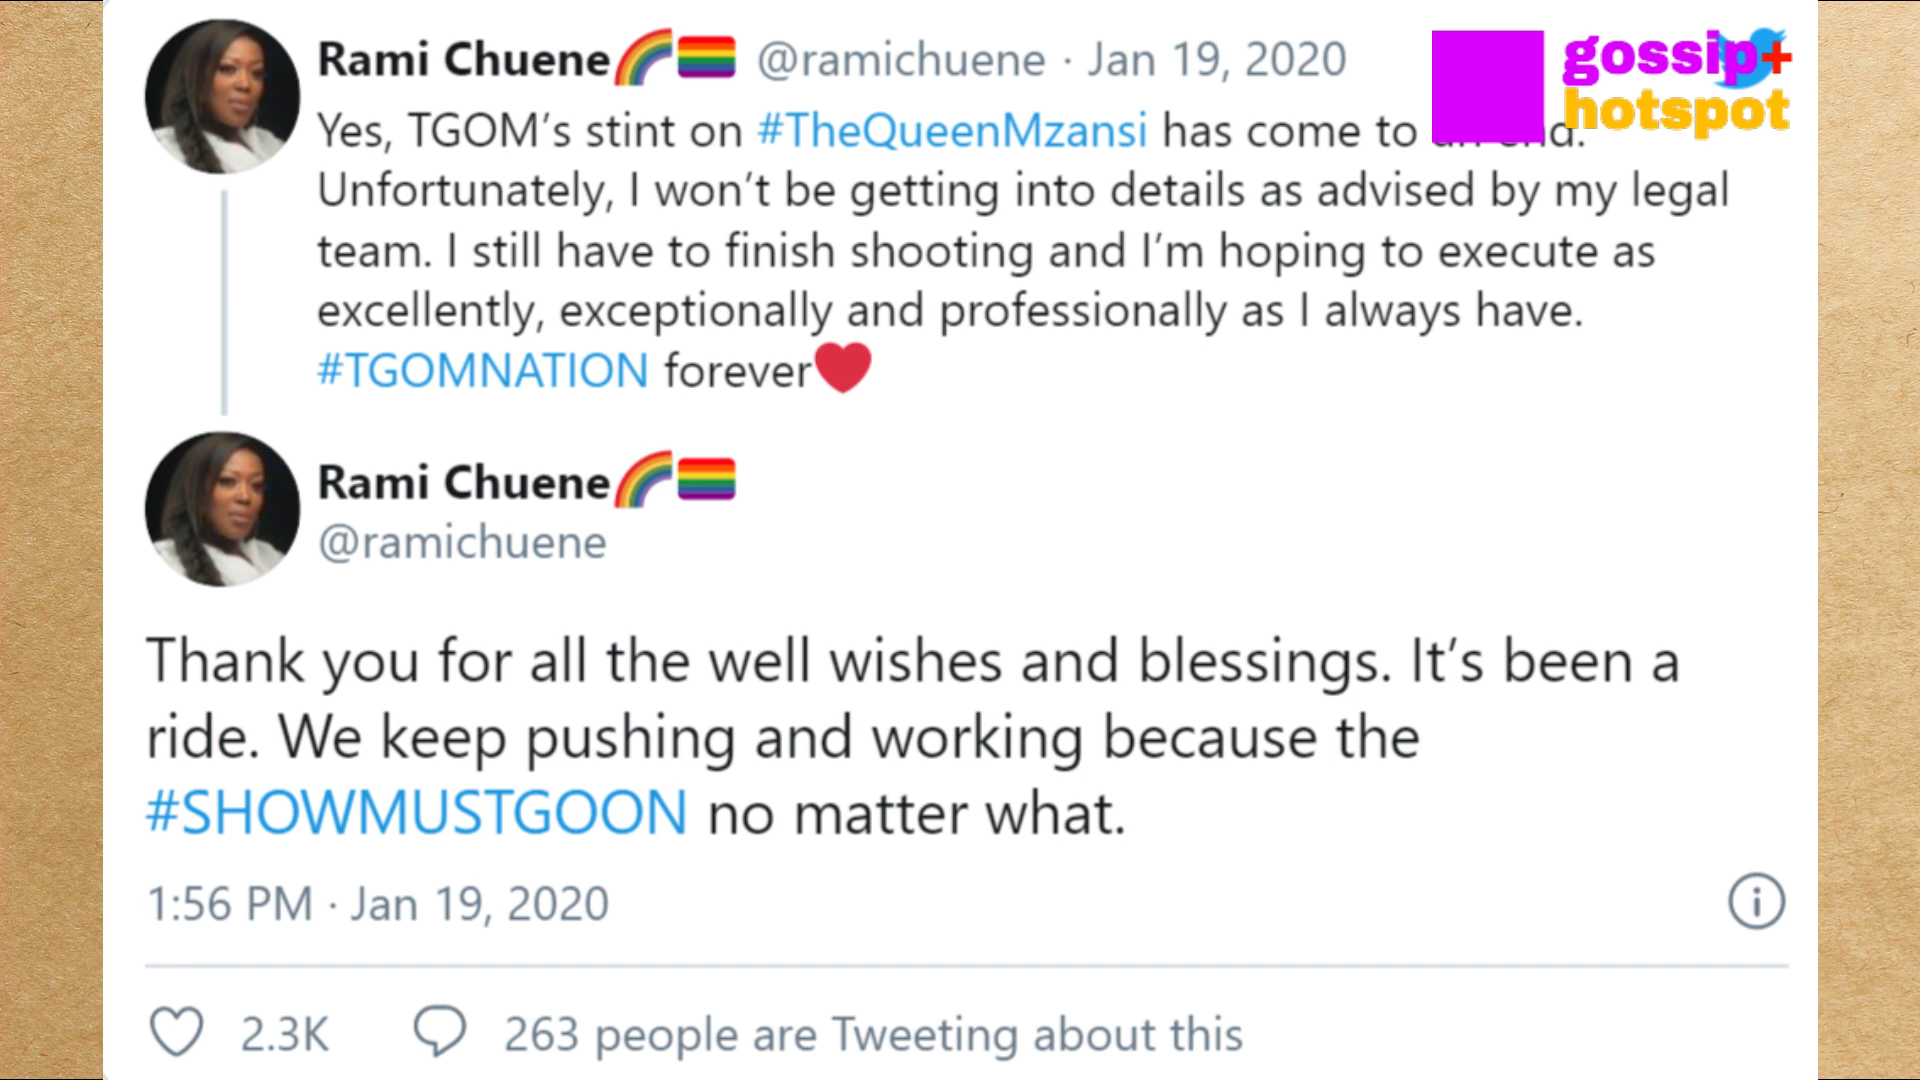 Rami Chuene🌈🏳️‍🌈 @ramichuene · Jan 19, 2020
gossip+
hotspot
Yes, TGOM’s stint on #TheQueenMzansi has come to
Unfortunately, I won’t be getting into details as advised by my legal
team. I still have to finish shooting and I’m hoping to execute as
excellently, exceptionally and professionally as I always have.
#TGOMNATION forever❤️
Rami Chuene🌈🏳️‍🌈
@ramichuene
Thank you for all the well wishes and blessings. It’s been a
ride. We keep pushing and working because the
#SHOWMUSTGOON no matter what.
1:56 PM · Jan 19, 2020
2.3K 263 people are Tweeting about this